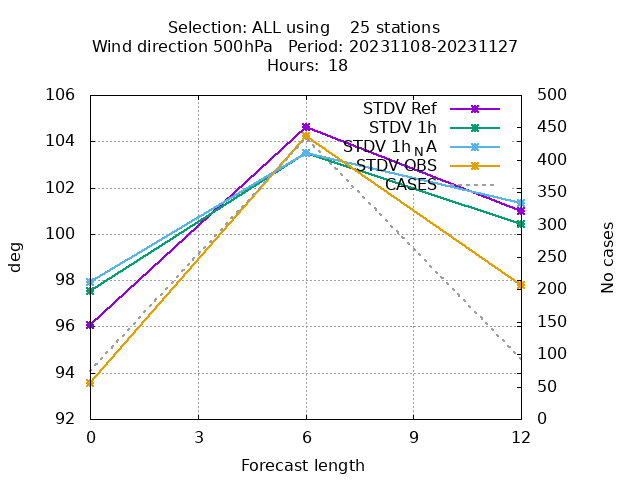 Selection: ALL using    25 stations
Wind direction 500hPa   Period: 20231108-20231127
Hours: 18
106
104
102
100
98
96
94
92
500
450
400
350
300
250
200
150
100
50
0
STDV Ref
STDV 1h
STDV 1h_NA
STDV OBS
CASES
deg
No cases
0 3 6 9 12
Forecast length